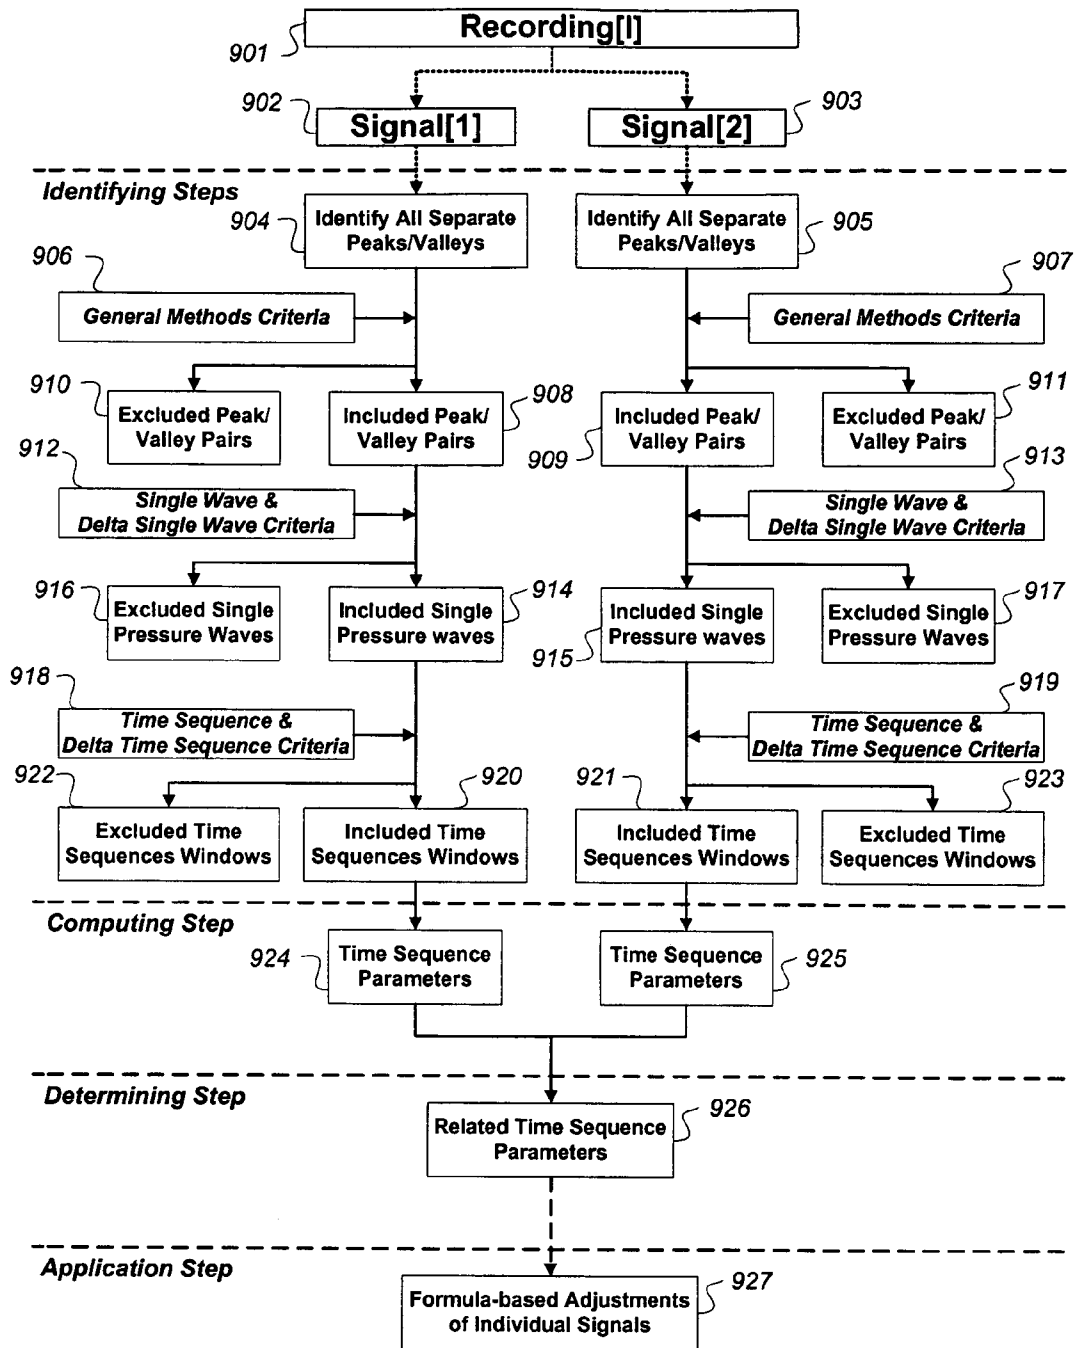 Recording[I]
901
902
903
Signal[1]
Signal[2]
Identifying Steps
904
Identify All Separate
Peaks/Valleys
Identify All Separate
Peaks/Valleys
905
906
907
General Methods Criteria
General Methods Criteria
910
Excluded Peak/
Valley Pairs
Included Peak/
Valley Pairs
908
909
Included Peak/
Valley Pairs
Excluded Peak/
Valley Pairs
911
912
913
Single Wave &
Delta Single Wave Criteria
Single Wave &
Delta Single Wave Criteria
916
Excluded Single
Pressure Waves
Included Single
Pressure waves
914
915
Included Single
Pressure waves
Excluded Single
Pressure Waves
917
918
919
Time Sequence &
Delta Time Sequence Criteria
Time Sequence &
Delta Time Sequence Criteria
922
920
921
923
Excluded Time
Sequences Windows
Included Time
Sequences Windows
Included Time
Sequences Windows
Excluded Time
Sequences Windows
Computing Step
924
Time Sequence
Parameters
Time Sequence
Parameters
925
Determining Step
Related Time Sequence
Parameters
926
Application Step
Formula-based Adjustments
of Individual Signals
927